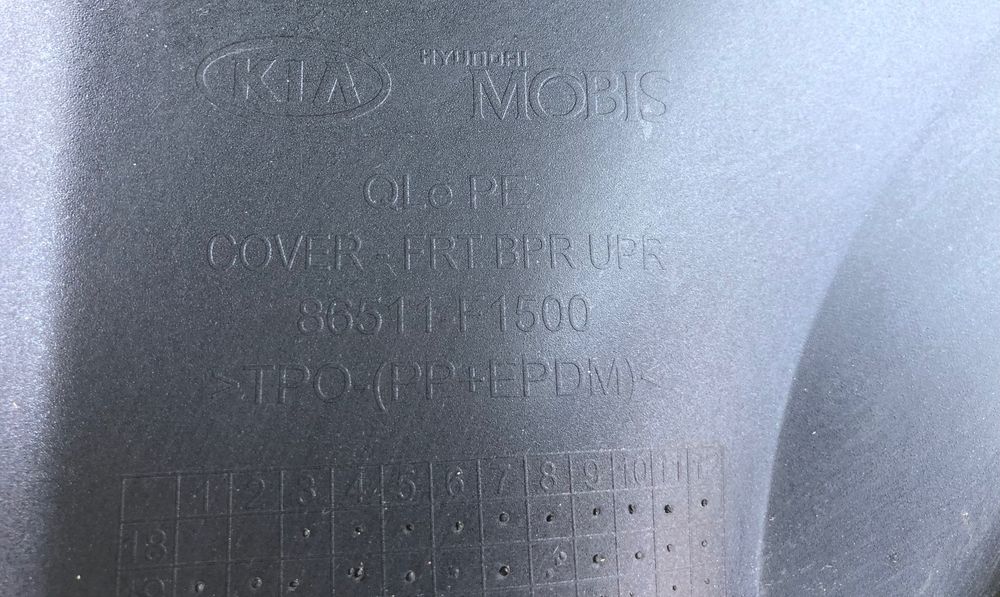 KIA
HYUNDAI
MOBIS
QLe PE
COVER - FRT BPR UPR
86511-F1500
>TPO-(PP+EPDM)<
1 2 3 4 5 6 7 8 9 10 11
18